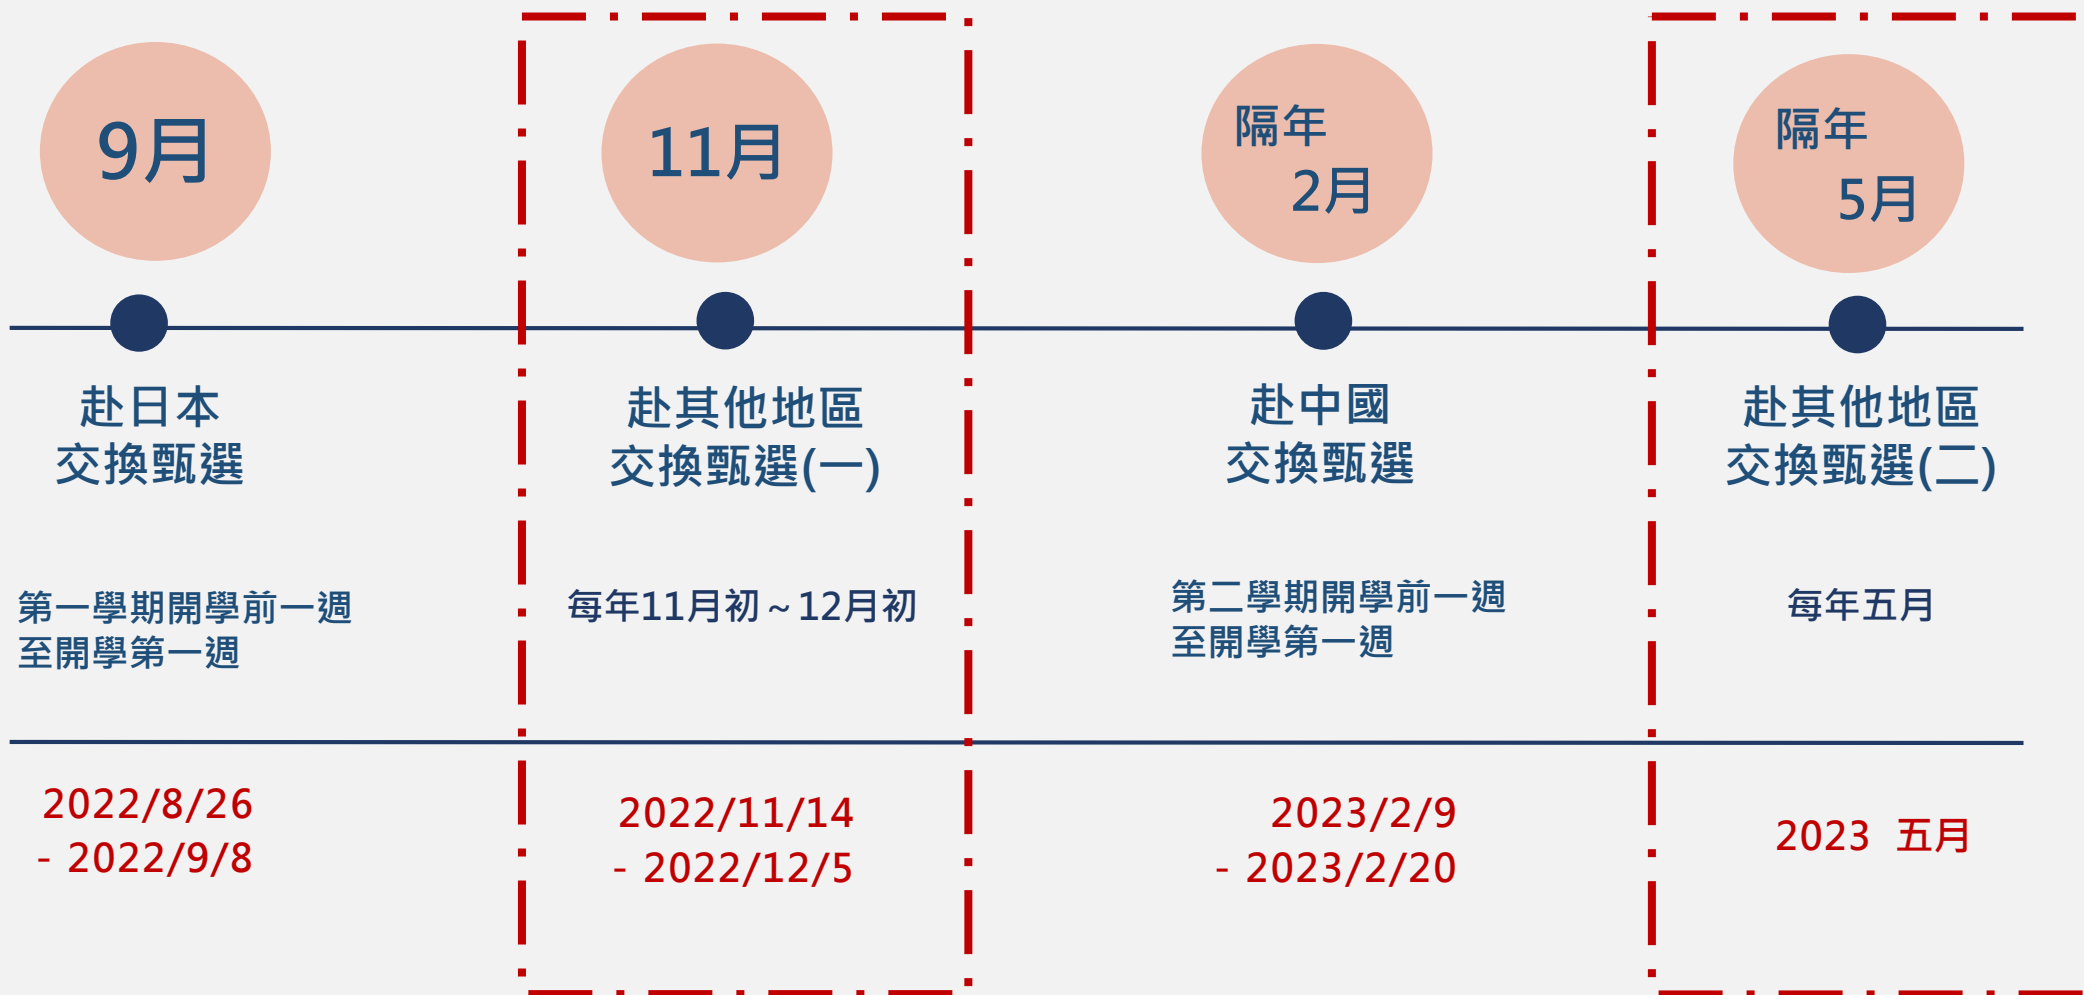 9月
11月
隔年
2月
隔年
5月
赴日本
交換甄選
赴其他地區
交換甄選(一)
赴中國
交換甄選
赴其他地區
交換甄選(二)
第一學期開學前一週
至開學第一週
每年11月初～12月初
第二學期開學前一週
至開學第一週
每年五月
2022/8/26
- 2022/9/8
2022/11/14
- 2022/12/5
2023/2/9
- 2023/2/20
2023 五月